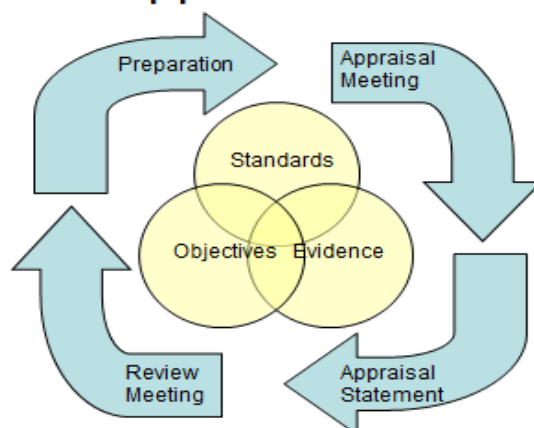 Preparation
Appraisal
Meeting
Standards
Objectives
Evidence
Review
Meeting
Appraisal
Statement